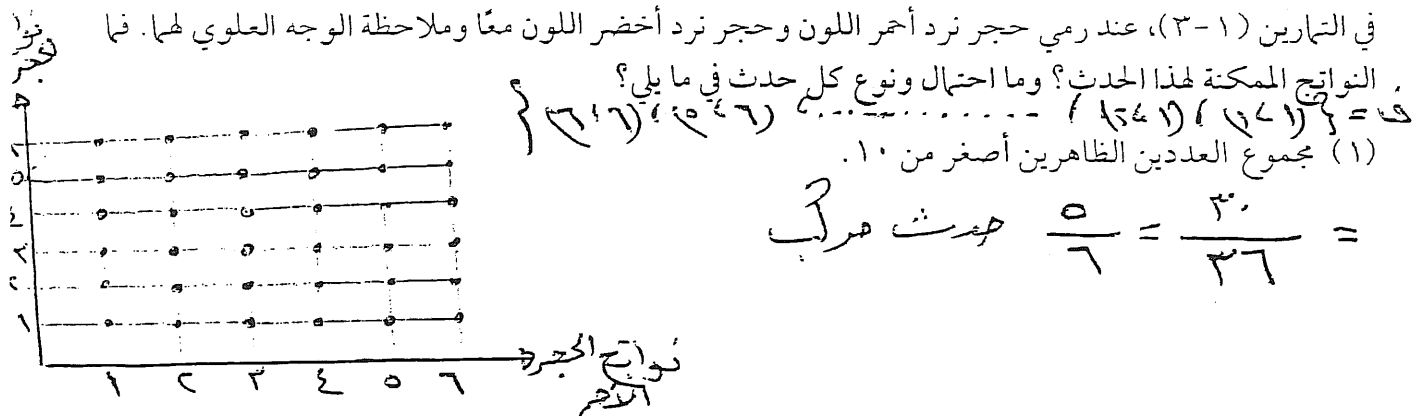 في التمارين (١-٣)، عند رمي حجر نرد أحمر اللون وحجر نرد أخضر اللون معًا وملاحظة الوجه العلوي لهما. فما
النواتج الممكنة لهذا الحدث؟ وما احتمال ونوع كل حدث في ما يلي؟
ف = {(١،١)، (١،٢)، ............ (٦،٥)، (٦،٦)}
(١) مجموع العددين الظاهرين أصغر من ١٠.
= ٣٠/٣٦ = ٥/٦ حدث مركب
نواتج
٦
٥
٤
٣
٢
١
١ ٢ ٣ ٤ ٥ ٦
نواتج الحجر
الأحمر